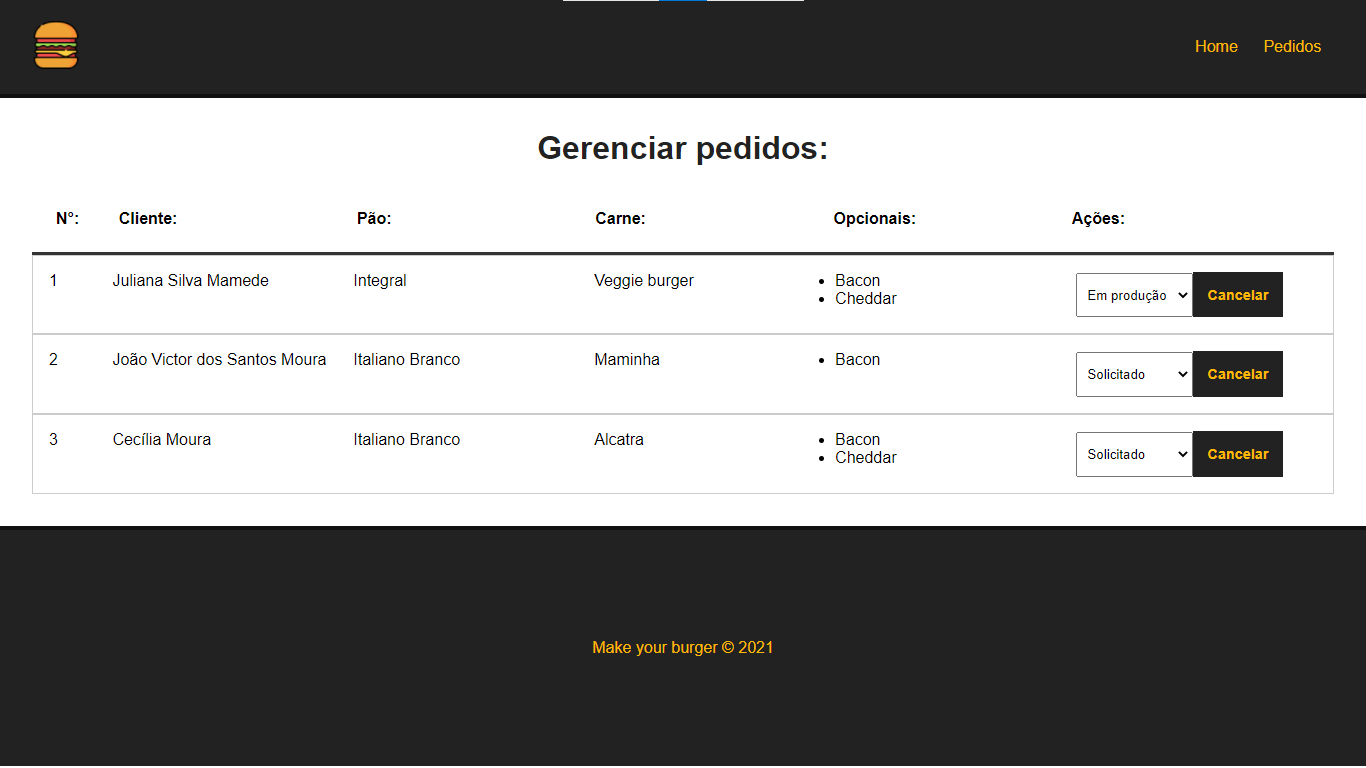 Home Pedidos
Gerenciar pedidos:
N°: Cliente: Pão: Carne: Opcionais: Ações:
1 Juliana Silva Mamede Integral Veggie burger Bacon Em produção Cancelar
Cheddar
2 João Victor dos Santos Moura Italiano Branco Maminha Bacon Solicitado Cancelar
3 Cecília Moura Italiano Branco Alcatra Bacon Solicitado Cancelar
Cheddar
Make your burger © 2021